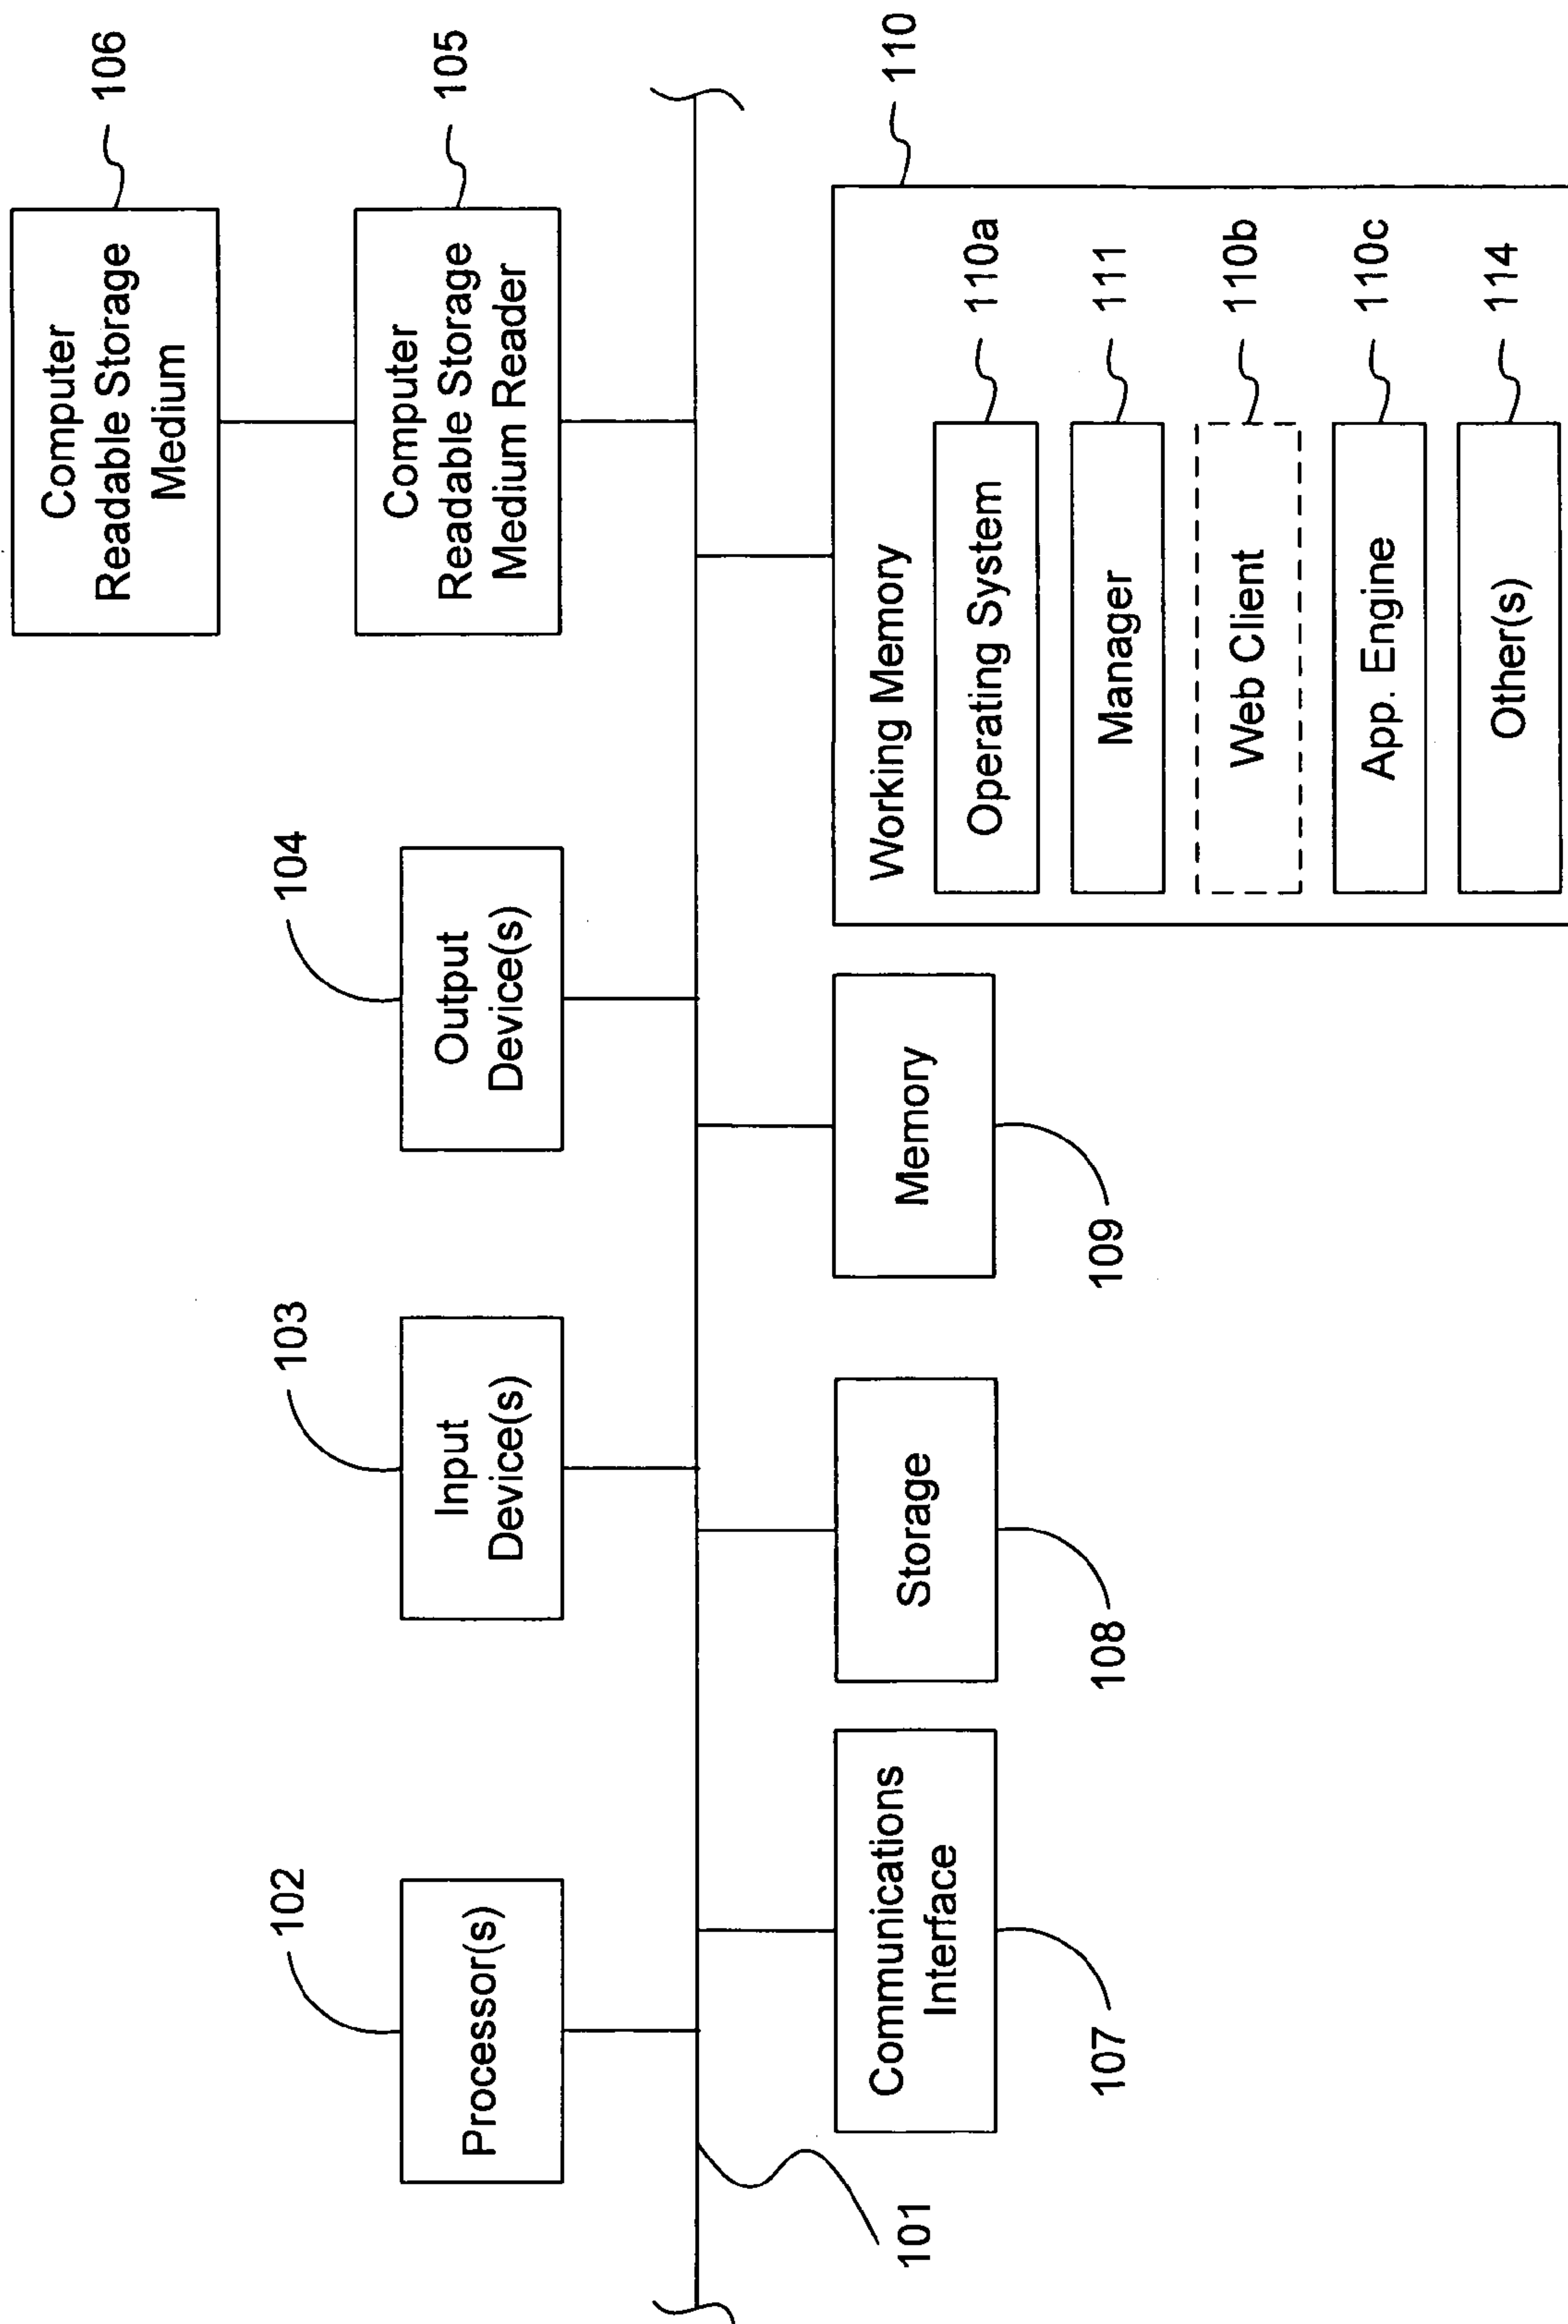 106
Computer
Readable Storage
Medium
105
Computer
Readable Storage
Medium Reader
102
Processor(s)
103
Input
Device(s)
104
Output
Device(s)
101
Communications
Interface
107
Storage
108
Memory
109
110
Working Memory
Operating System
110a
Manager
111
Web Client
110b
App. Engine
110c
Other(s)
114